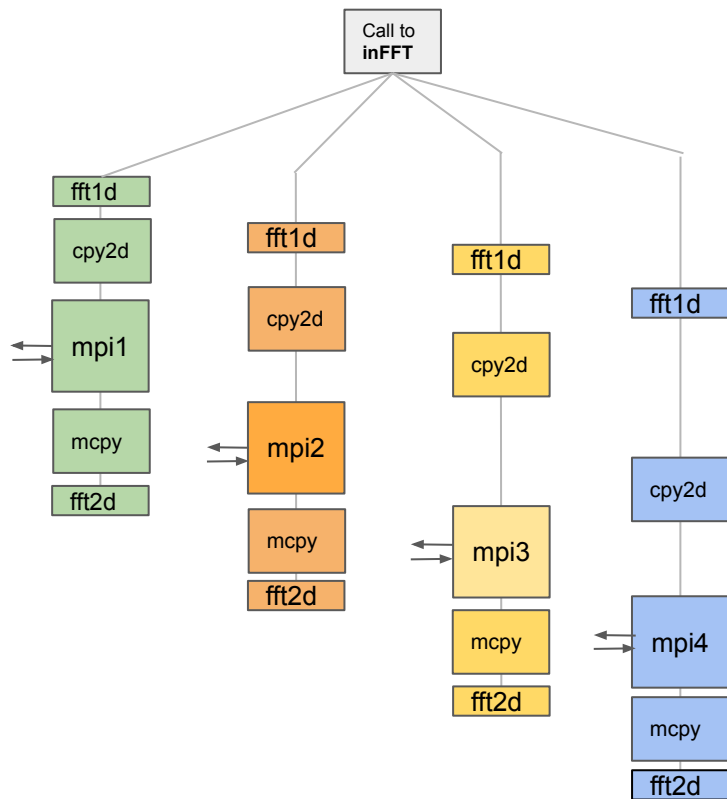 Call to
inFFT
fft1d
cpy2d
mpi1
mcpy
fft2d
fft1d
cpy2d
mpi2
mcpy
fft2d
fft1d
cpy2d
mpi3
mcpy
fft2d
fft1d
cpy2d
mpi4
mcpy
fft2d